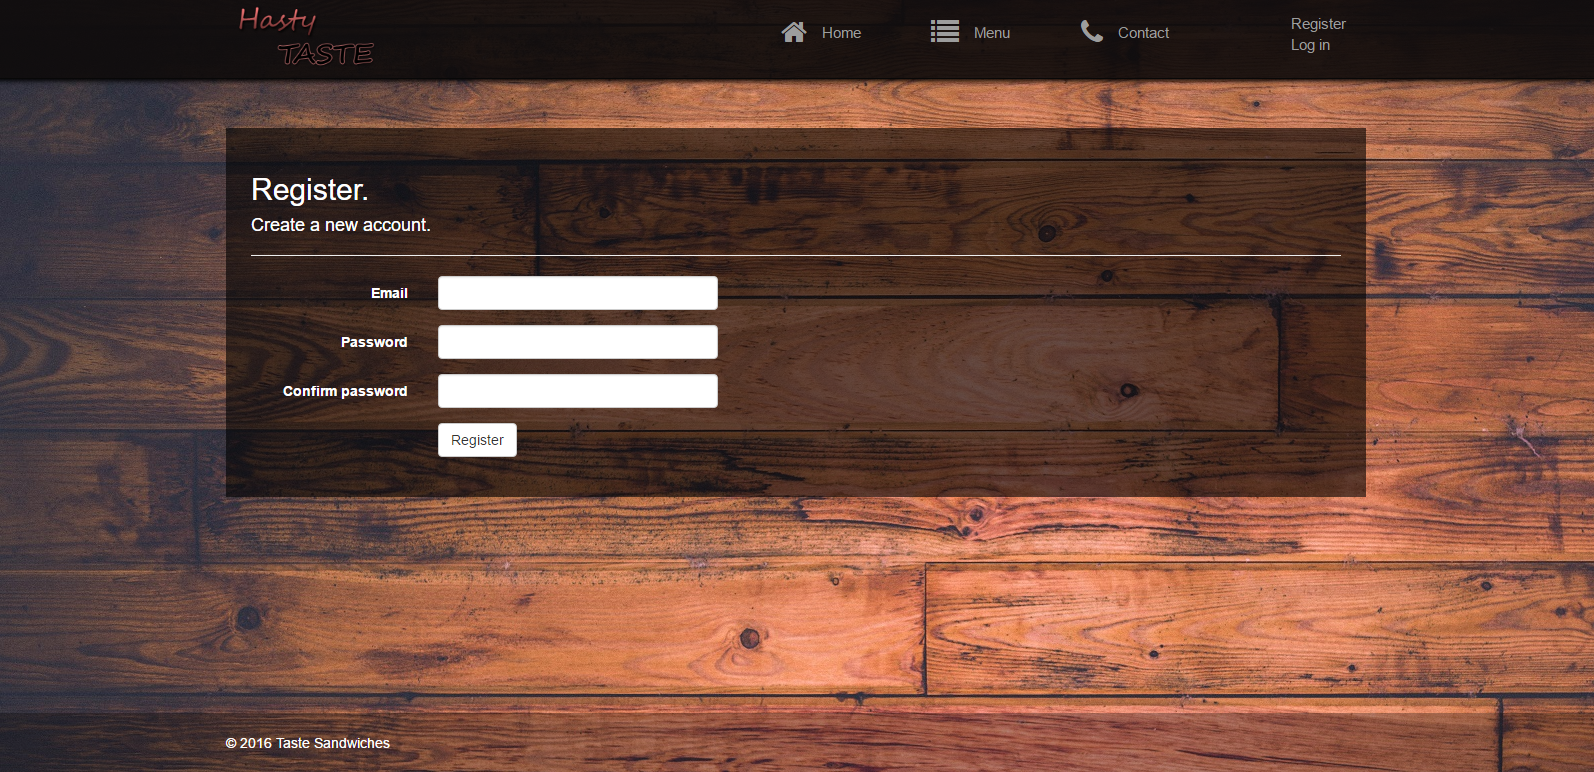 Hasty
TASTE
Home
Menu
Contact
Register
Log in
Register.
Create a new account.
Email
Password
Confirm password
Register
© 2016 Taste Sandwiches